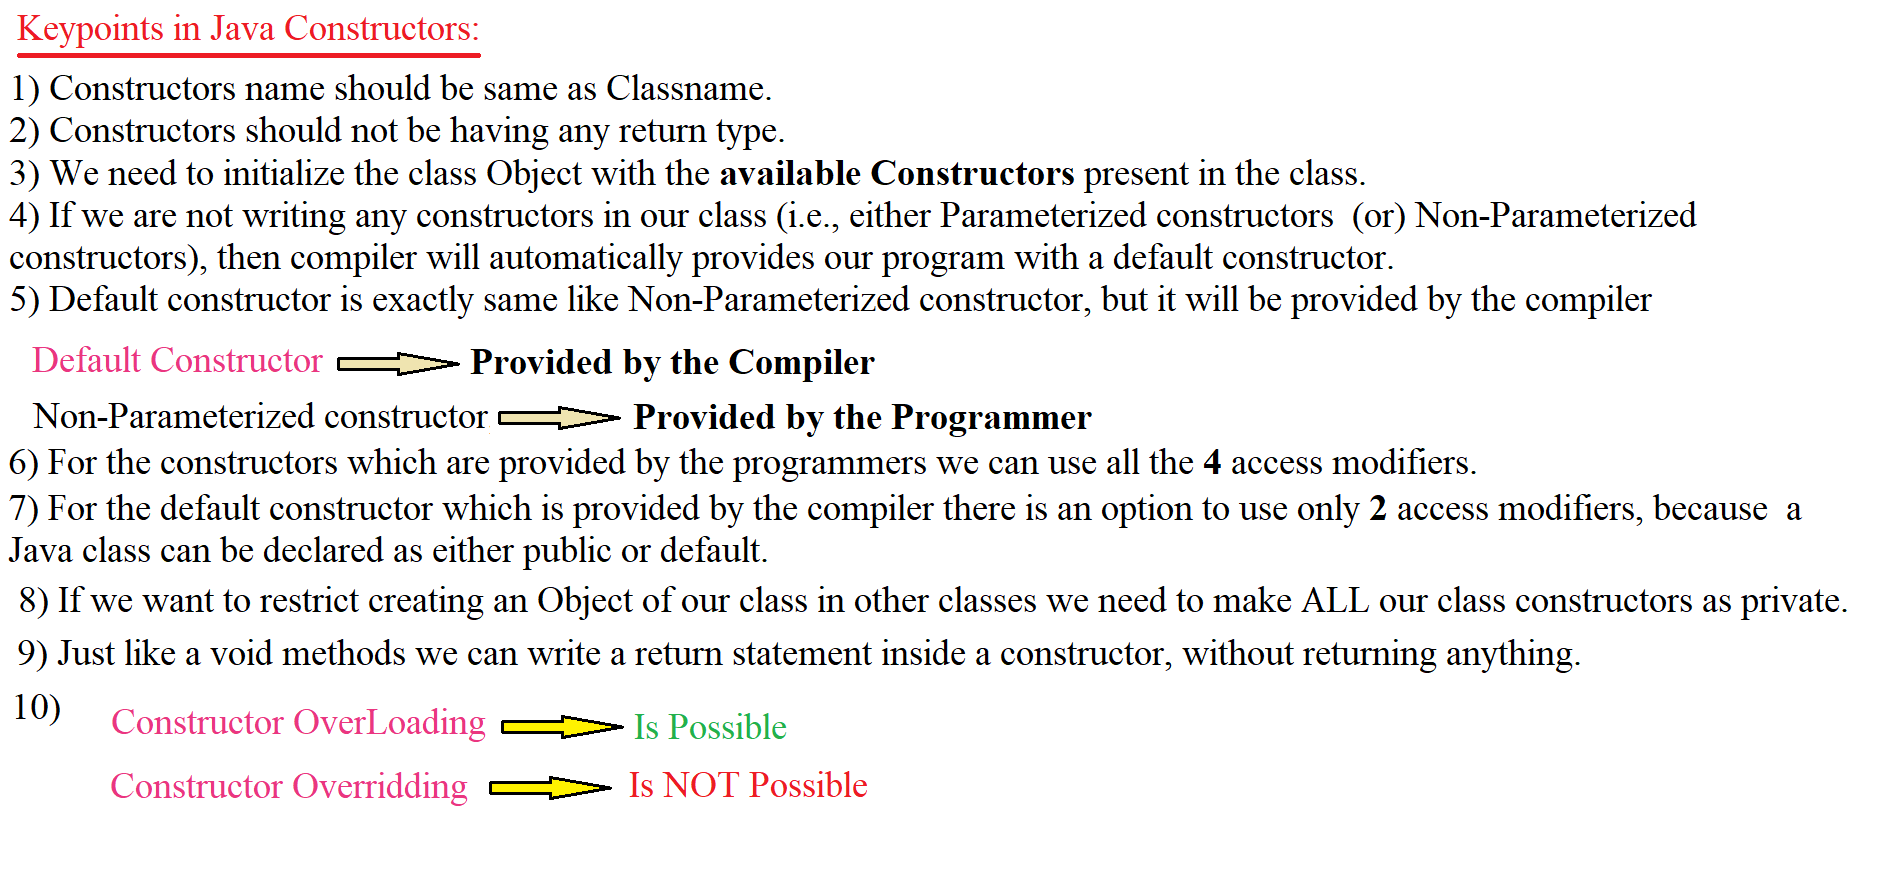 Keypoints in Java Constructors:
1) Constructors name should be same as Classname.
2) Constructors should not be having any return type.
3) We need to initialize the class Object with the available Constructors present in the class.
4) If we are not writing any constructors in our class (i.e., either Parameterized constructors (or) Non-Parameterized
constructors), then compiler will automatically provides our program with a default constructor.
5) Default constructor is exactly same like Non-Parameterized constructor, but it will be provided by the compiler
Default Constructor Provided by the Compiler
Non-Parameterized constructor Provided by the Programmer
6) For the constructors which are provided by the programmers we can use all the 4 access modifiers.
7) For the default constructor which is provided by the compiler there is an option to use only 2 access modifiers, because a
Java class can be declared as either public or default.
8) If we want to restrict creating an Object of our class in other classes we need to make ALL our class constructors as private.
9) Just like a void methods we can write a return statement inside a constructor, without returning anything.
10)
Constructor OverLoading Is Possible
Constructor Overridding Is NOT Possible